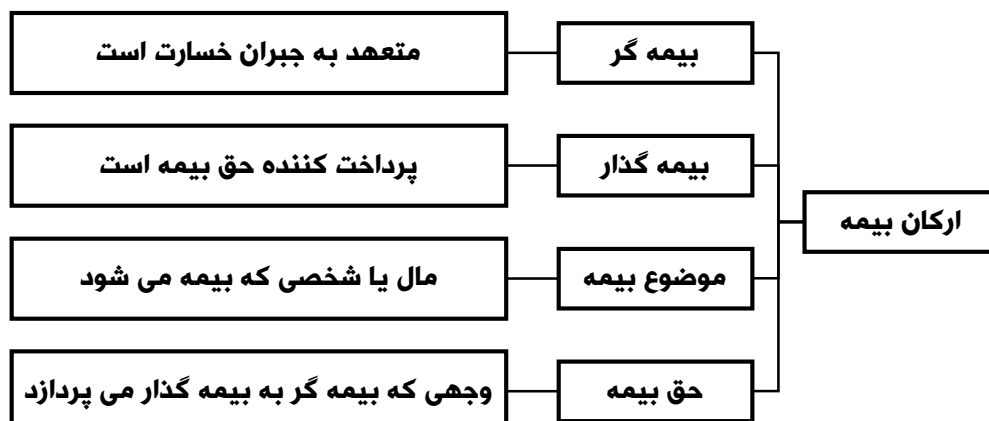 ارکان بیمه
بیمه گر
متعهد به جبران خسارت است
بیمه گذار
پرداخت کننده حق بیمه است
موضوع بیمه
مال یا شخصی که بیمه می شود
حق بیمه
وجهی که بیمه گر به بیمه گذار می پردازد